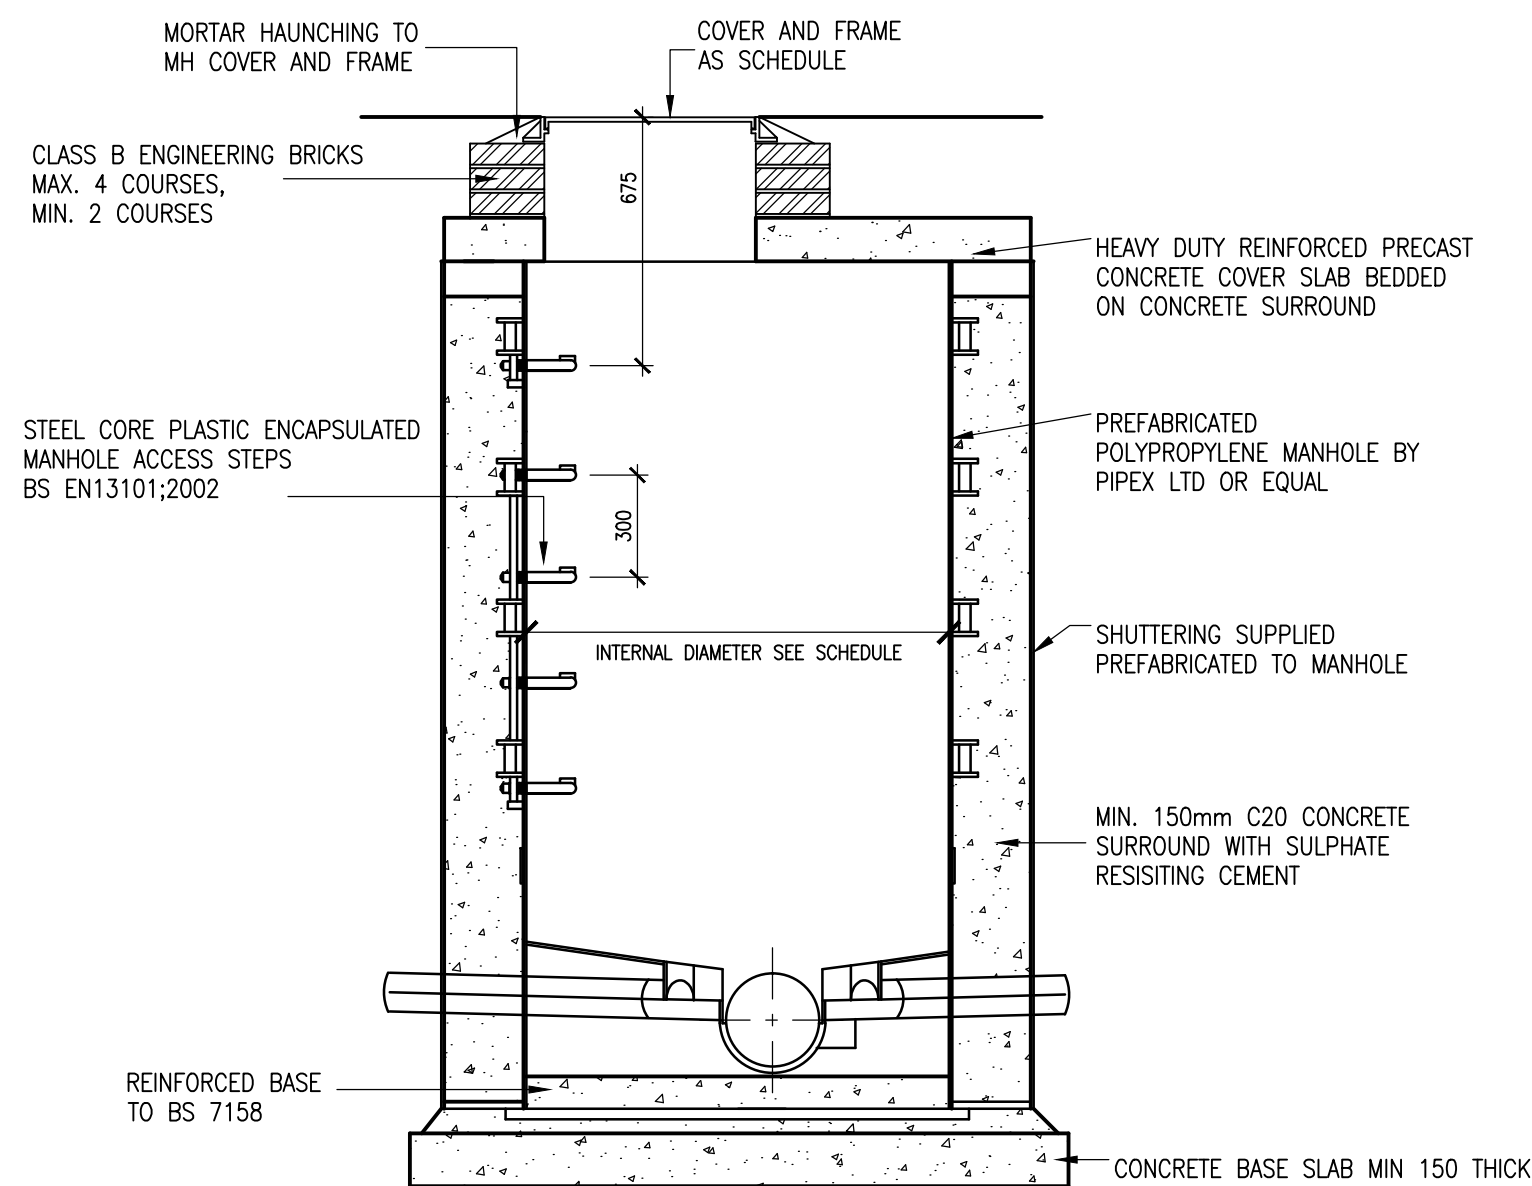 MORTAR HAUNCHING TO
MH COVER AND FRAME
COVER AND FRAME
AS SCHEDULE
CLASS B ENGINEERING BRICKS
MAX. 4 COURSES,
MIN. 2 COURSES
675
HEAVY DUTY REINFORCED PRECAST
CONCRETE COVER SLAB BEDDED
ON CONCRETE SURROUND
STEEL CORE PLASTIC ENCAPSULATED
MANHOLE ACCESS STEPS
BS EN13101;2002
PREFABRICATED
POLYPROPYLENE MANHOLE BY
PIPEX LTD OR EQUAL
300
INTERNAL DIAMETER SEE SCHEDULE
SHUTTERING SUPPLIED
PREFABRICATED TO MANHOLE
MIN. 150mm C20 CONCRETE
SURROUND WITH SULPHATE
RESISITING CEMENT
REINFORCED BASE
TO BS 7158
CONCRETE BASE SLAB MIN 150 THICK